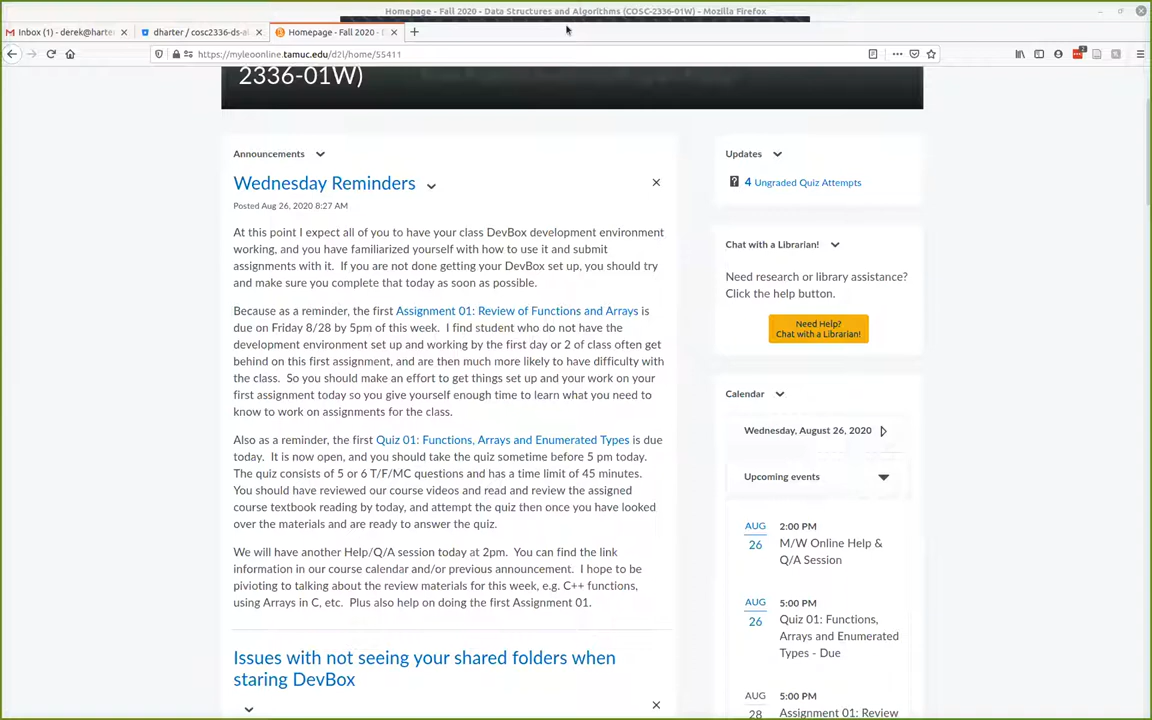 Homepage - Fall 2020 - Data Structures and Algorithms (COSC-2336-01W) - Mozilla Firefox
Inbox (1) - derek@harte
dharter / cosc2336-ds-a
Homepage - Fall 2020 -
https://myleoonline.tamuc.edu/d2l/home/55411
2336-01W)
Announcements
Wednesday Reminders
Posted Aug 26, 2020 8:27 AM
At this point I expect all of you to have your class DevBox development environment
working, and you have familiarized yourself with how to use it and submit
assignments with it. If you are not done getting your DevBox set up, you should try
and make sure you complete that today as soon as possible.
Because as a reminder, the first Assignment 01: Review of Functions and Arrays is
due on Friday 8/28 by 5pm of this week. I find student who do not have the
development environment set up and working by the first day or 2 of class often get
behind on this first assignment, and are then much more likely to have difficulty with
the class. So you should make an effort to get things set up and your work on your
first assignment today so you give yourself enough time to learn what you need to
know to work on assignments for the class.
Also as a reminder, the first Quiz 01: Functions, Arrays and Enumerated Types is due
today. It is now open, and you should take the quiz sometime before 5 pm today.
The quiz consists of 5 or 6 T/F/MC questions and has a time limit of 45 minutes.
You should have reviewed our course videos and read and review the assigned
course textbook reading by today, and attempt the quiz then once you have looked
over the materials and are ready to answer the quiz.
We will have another Help/Q/A session today at 2pm. You can find the link
information in our course calendar and/or previous announcement. I hope to be
pivioting to talking about the review materials for this week, e.g. C++ functions,
using Arrays in C, etc. Plus also help on doing the first Assignment 01.
Issues with not seeing your shared folders when
staring DevBox
Updates
4 Ungraded Quiz Attempts
Chat with a Librarian!
Need research or library assistance?
Click the help button.
Need Help?
Chat with a Librarian!
Calendar
Wednesday, August 26, 2020
Upcoming events
AUG
26
2:00 PM
M/W Online Help &
Q/A Session
AUG
26
5:00 PM
Quiz 01: Functions,
Arrays and Enumerated
Types - Due
AUG
28
5:00 PM
Assignment 01: Review